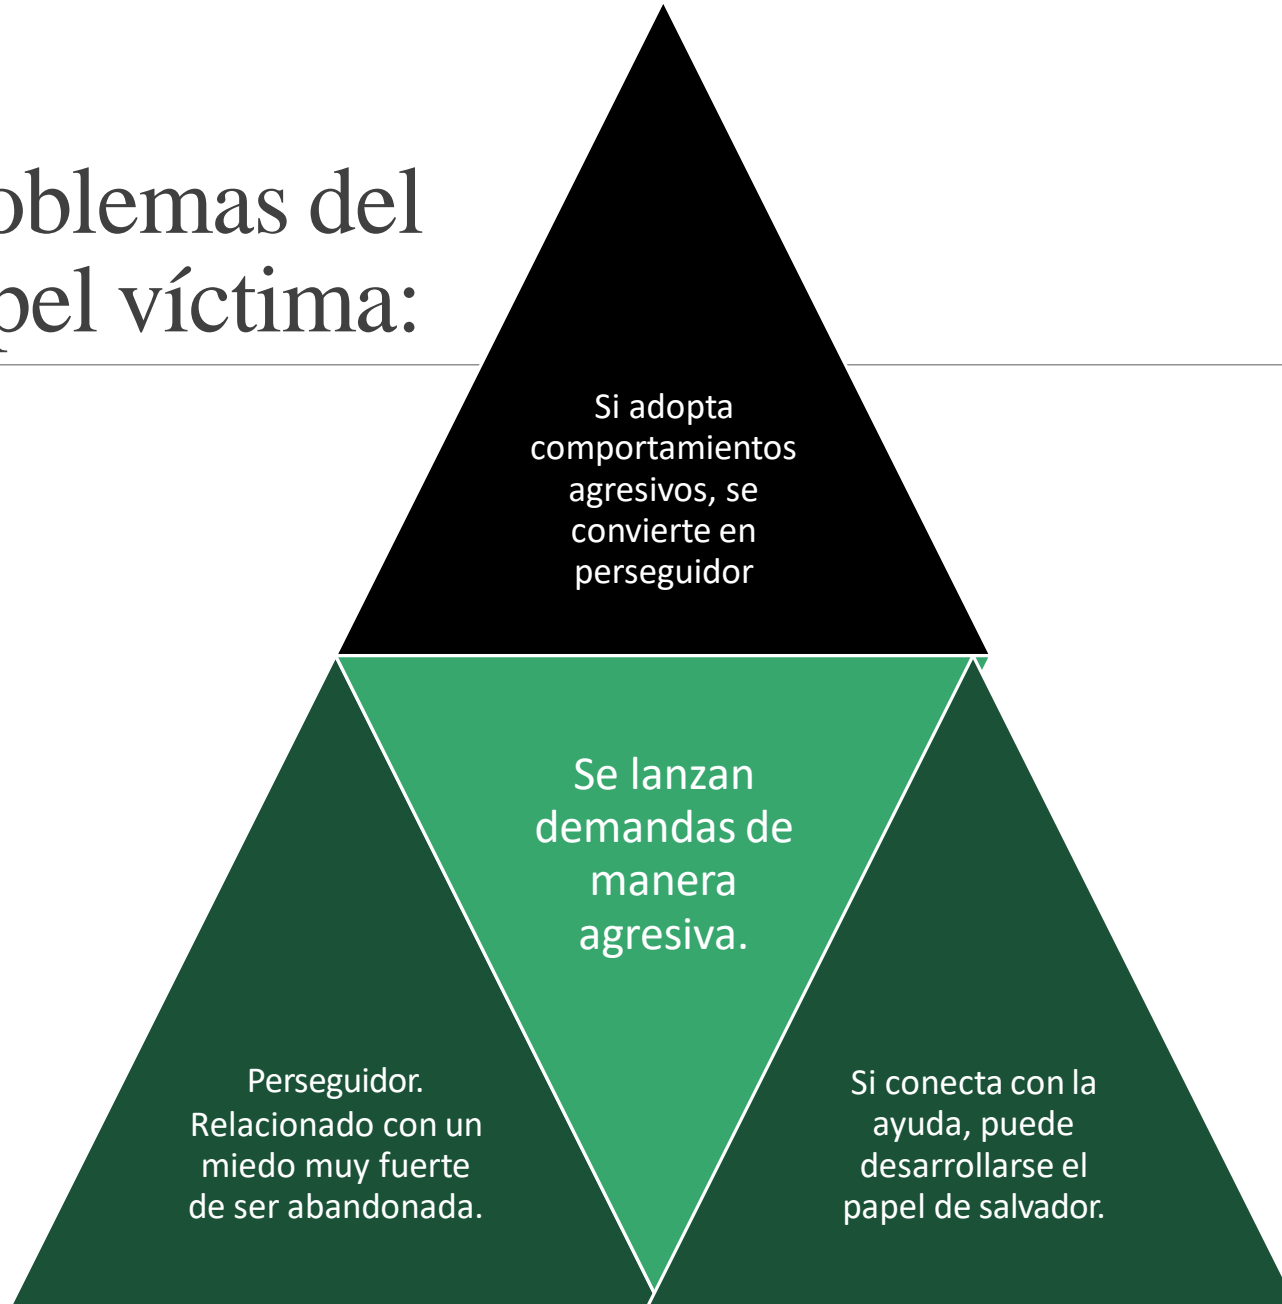 oblemas del
pel víctima:
Si adopta
comportamientos
agresivos, se
convierte en
perseguidor
Se lanzan
demandas de
manera
agresiva.
Perseguidor.
Relacionado con un
miedo muy fuerte
de ser abandonada.
Si conecta con la
ayuda, puede
desarrollarse el
papel de salvador.